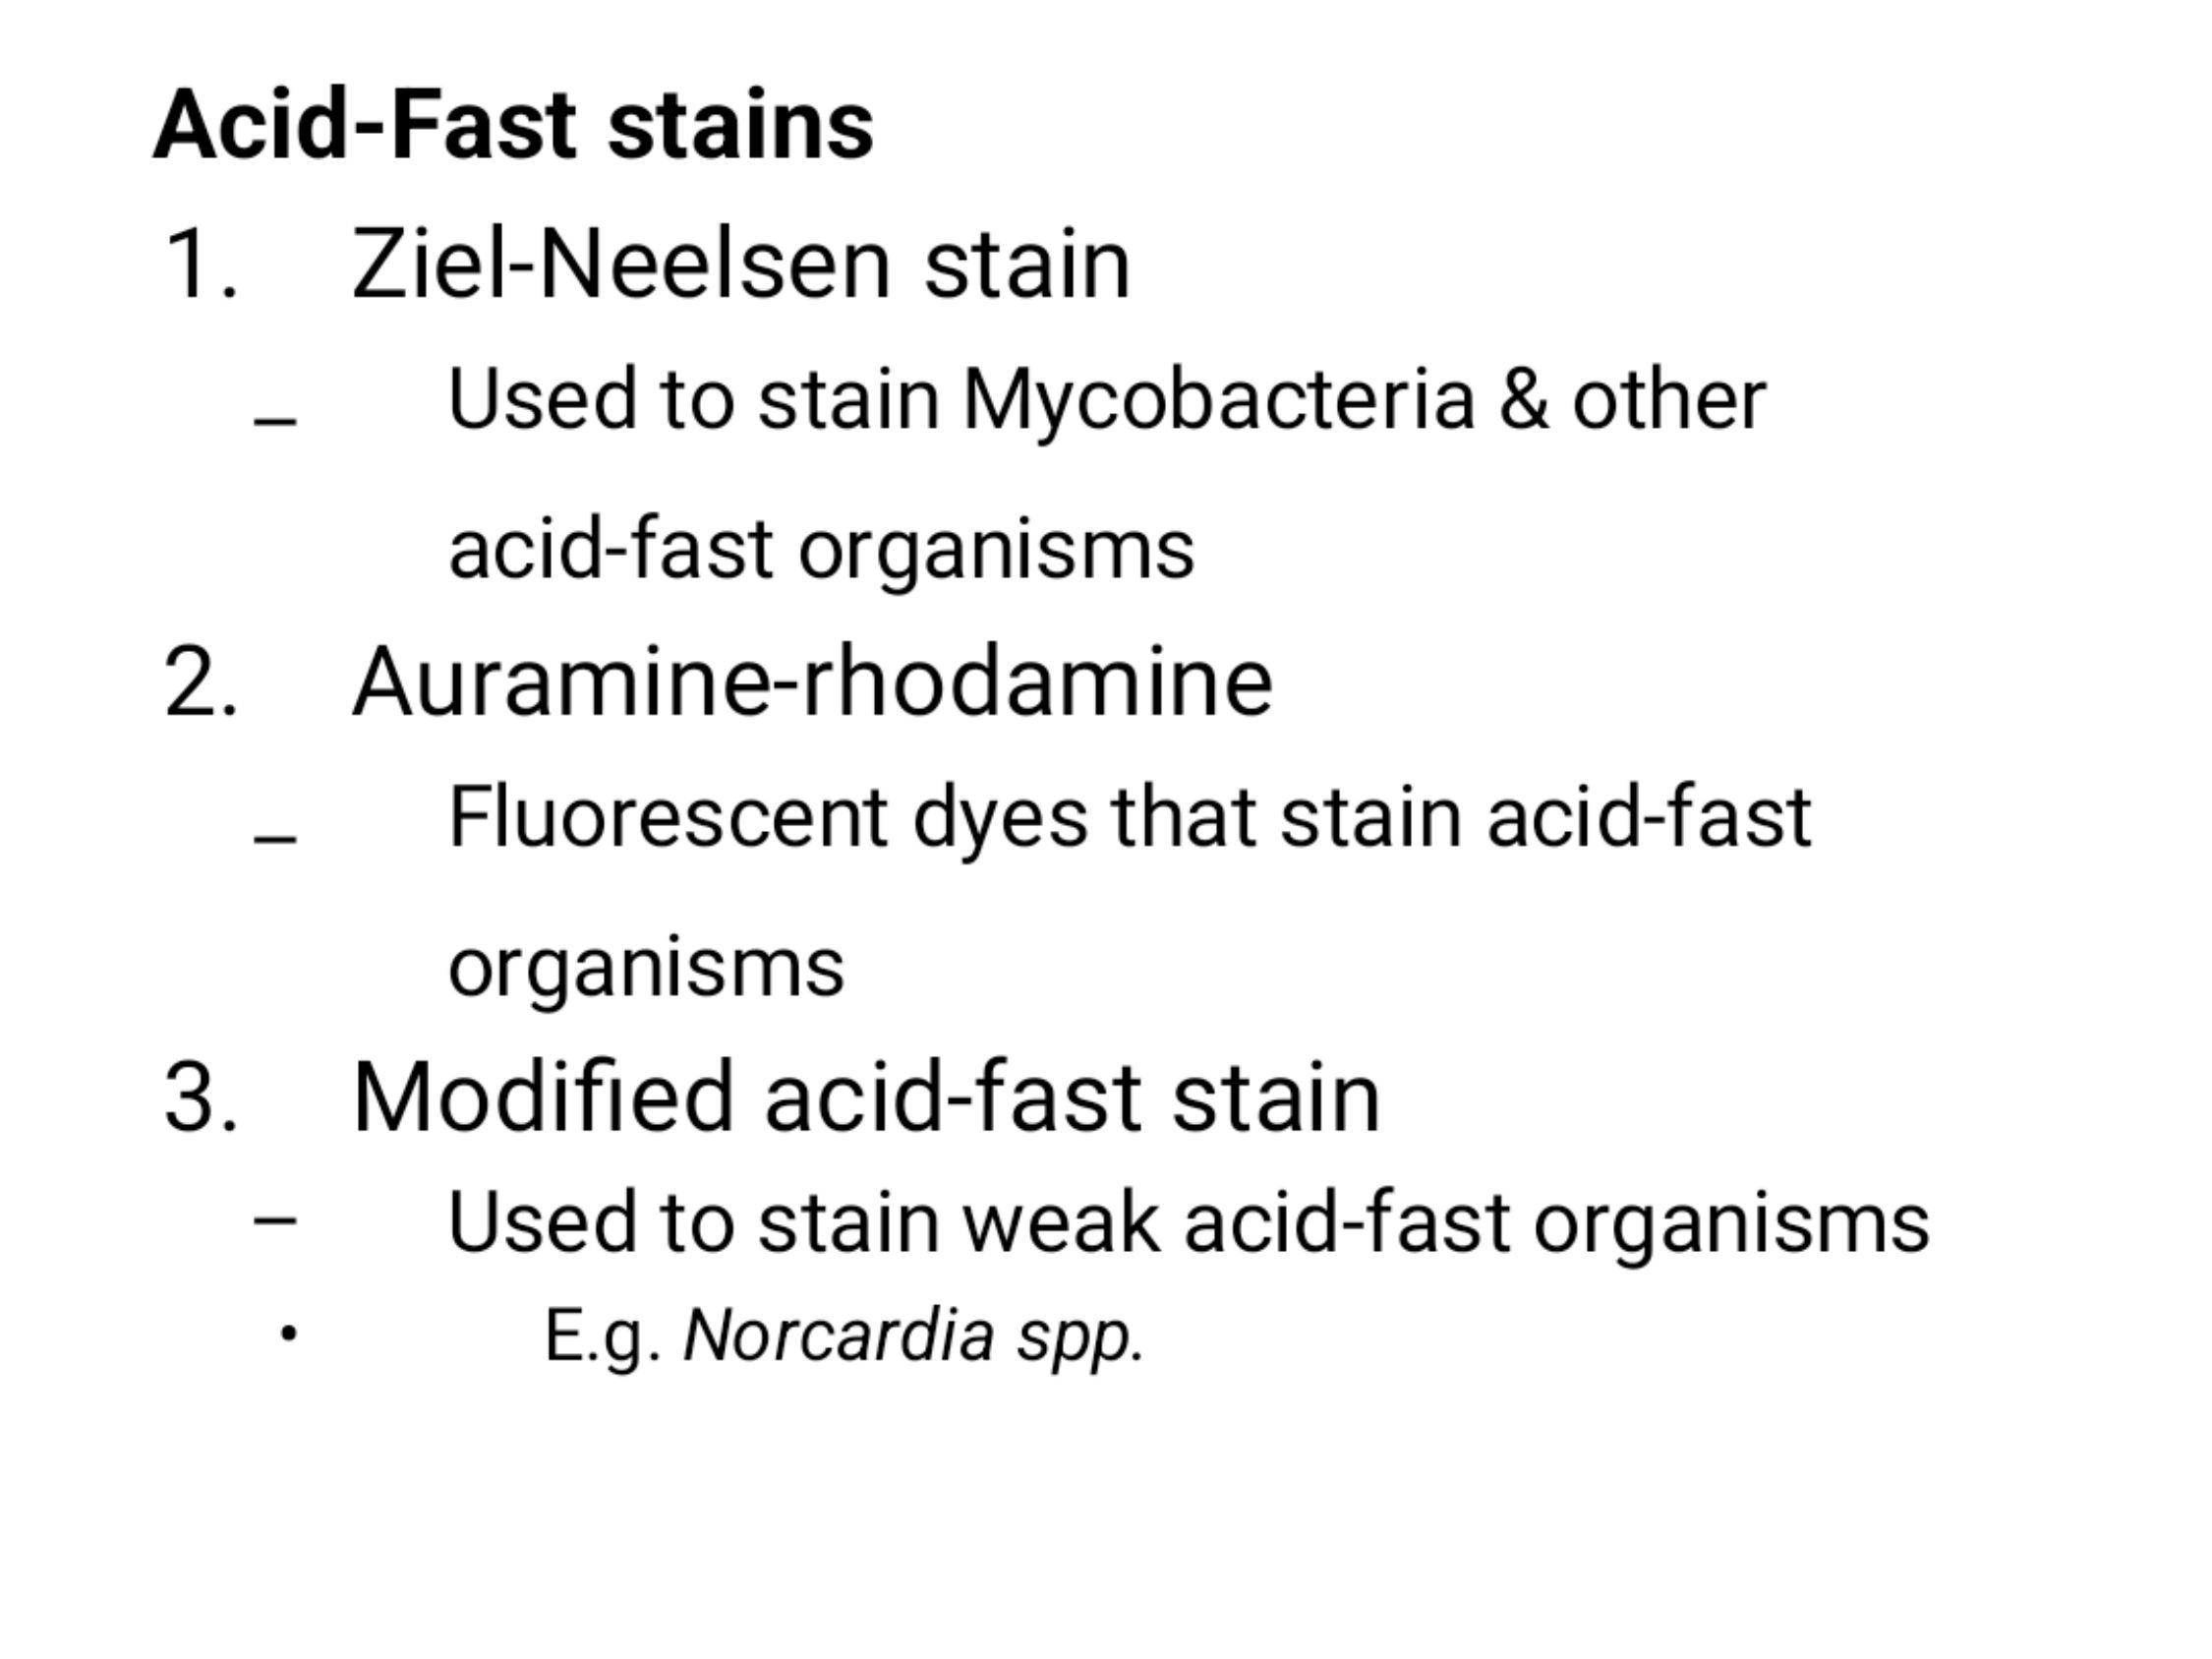 Acid-Fast stains
1. Ziel-Neelsen stain
– Used to stain Mycobacteria & other
acid-fast organisms
2. Auramine-rhodamine
– Fluorescent dyes that stain acid-fast
organisms
3. Modified acid-fast stain
– Used to stain weak acid-fast organisms
• E.g. Norcardia spp.